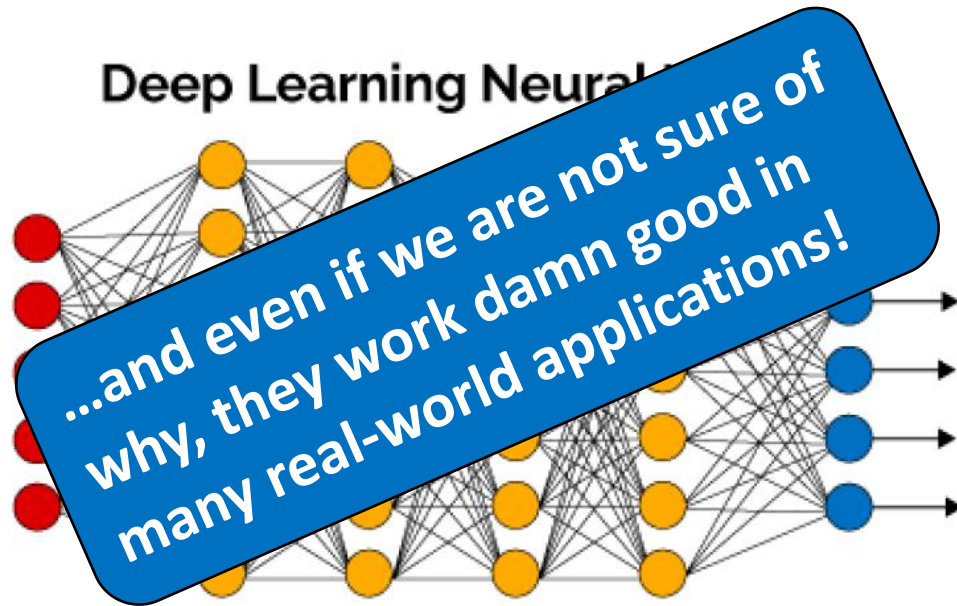 Deep Learning Neural
...and even if we are not sure of
why, they work damn good in
many real-world applications!